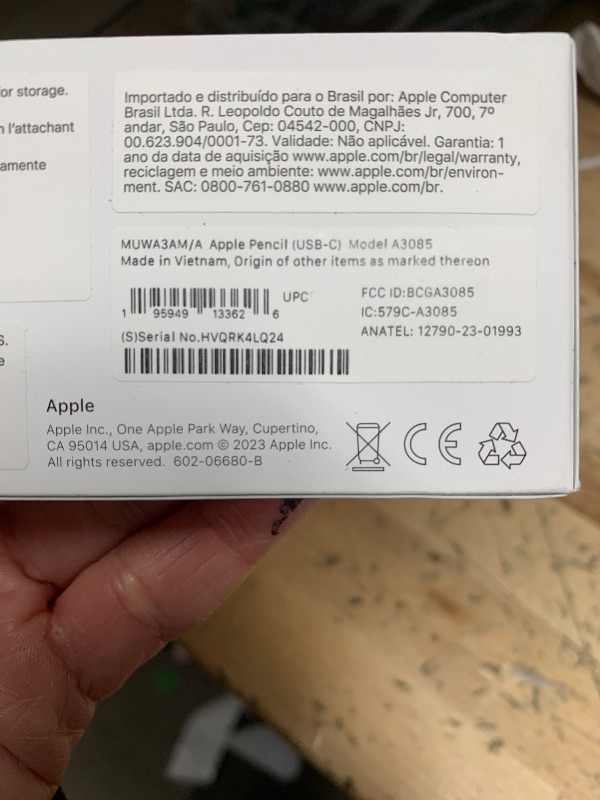 or storage.
l'attachant
amente
Importado e distribuído para o Brasil por: Apple Computer
Brasil Ltda. R. Leopoldo Couto de Magalhães Jr, 700, 7º
andar, São Paulo, Cep: 04542-000, CNPJ:
00.623.904/0001-73. Validade: Não aplicável. Garantia: 1
ano da data de aquisição www.apple.com/br/legal/warranty,
reciclagem e meio ambiente: www.apple.com/br/environ-
ment. SAC: 0800-761-0880 www.apple.com/br.
MUWA3AM/A Apple Pencil (USB-C) Model A3085
Made in Vietnam, Origin of other items as marked thereon
UPC
1 95949 13362 6
(S)Serial No.HVQRK4LQ24
FCC ID:BCGA3085
IC:579C-A3085
ANATEL: 12790-23-01993
S.
e
Apple
Apple Inc., One Apple Park Way, Cupertino,
CA 95014 USA, apple.com © 2023 Apple Inc.
All rights reserved. 602-06680-B
CE